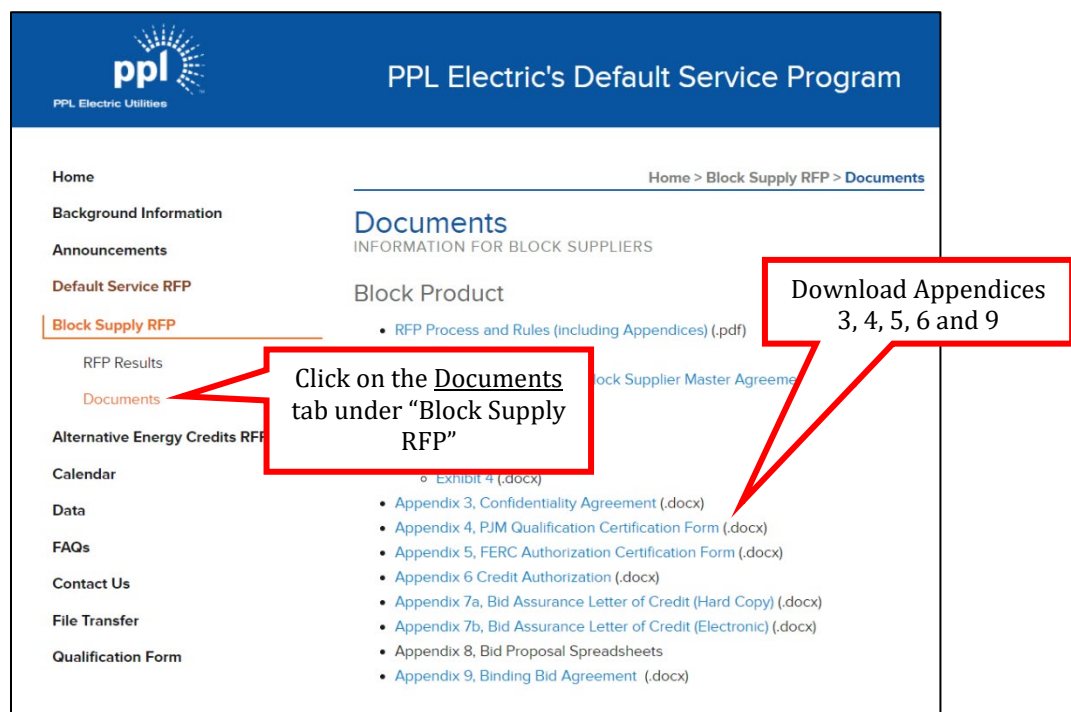 ppl
PPL Electric Utilities
PPL Electric's Default Service Program
Home
Background Information
Announcements
Default Service RFP
Block Supply RFP
RFP Results
Documents
Alternative Energy Credits RFP
Calendar
Data
FAQs
Contact Us
File Transfer
Qualification Form
Home > Block Supply RFP > Documents
Documents
INFORMATION FOR BLOCK SUPPLIERS
Block Product
• RFP Process and Rules (including Appendices) (.pdf)
Supplier Master
Exhibit 4 (.docx)
• Appendix 3, Confidentiality Agreement (.docx)
• Appendix 4, PJM Qualification Certification Form (.docx)
• Appendix 5, FERC Authorization Certification Form (.docx)
• Appendix 6 Credit Authorization (.docx)
• Appendix 7a, Bid Assurance Letter of Credit (Hard Copy) (.docx)
• Appendix 7b, Bid Assurance Letter of Credit (Electronic) (.docx)
• Appendix 8, Bid Proposal Spreadsheets
• Appendix 9, Binding Bid Agreement (.docx)
Click on the Documents
tab under “Block Supply
RFP”
Download Appendices
3, 4, 5, 6 and 9